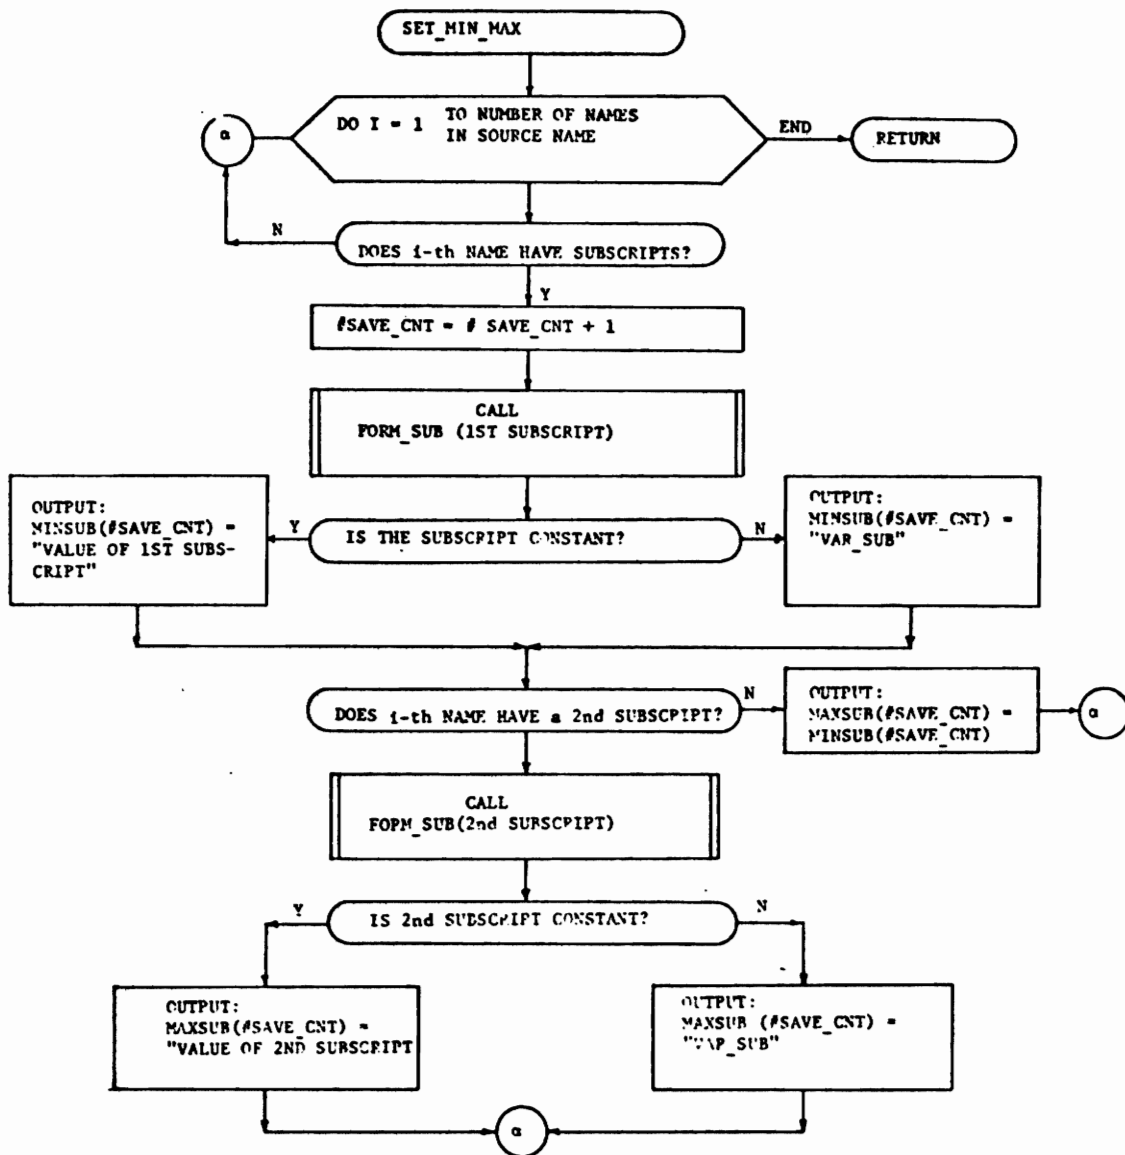 SET_MIN_MAX
DO I = 1 TO NUMBER OF NAMES
IN SOURCE NAME
α
END
RETURN
N
DOES i-th NAME HAVE SUBSCRIPTS?
Y
#SAVE_CNT = # SAVE_CNT + 1
CALL
FORM_SUB (1ST SUBSCRIPT)
OUTPUT:
MINSUB(#SAVE_CNT) =
"VALUE OF 1ST SUBS-
CRIPT"
Y
IS THE SUBSCRIPT CONSTANT?
N
OUTPUT:
MINSUB(#SAVE_CNT) =
"VAR_SUB"
DOES i-th NAME HAVE a 2nd SUBSCRIPT?
N
OUTPUT:
MAXSUB(#SAVE_CNT) =
MINSUB(#SAVE_CNT)
α
CALL
FORM_SUB(2nd SUBSCRIPT)
Y
IS 2nd SUBSCRIPT CONSTANT?
N
OUTPUT:
MAXSUB(#SAVE_CNT) =
"VALUE OF 2ND SUBSCRIPT
OUTPUT:
MAXSUB (#SAVE_CNT) =
"VAR_SUB"
α